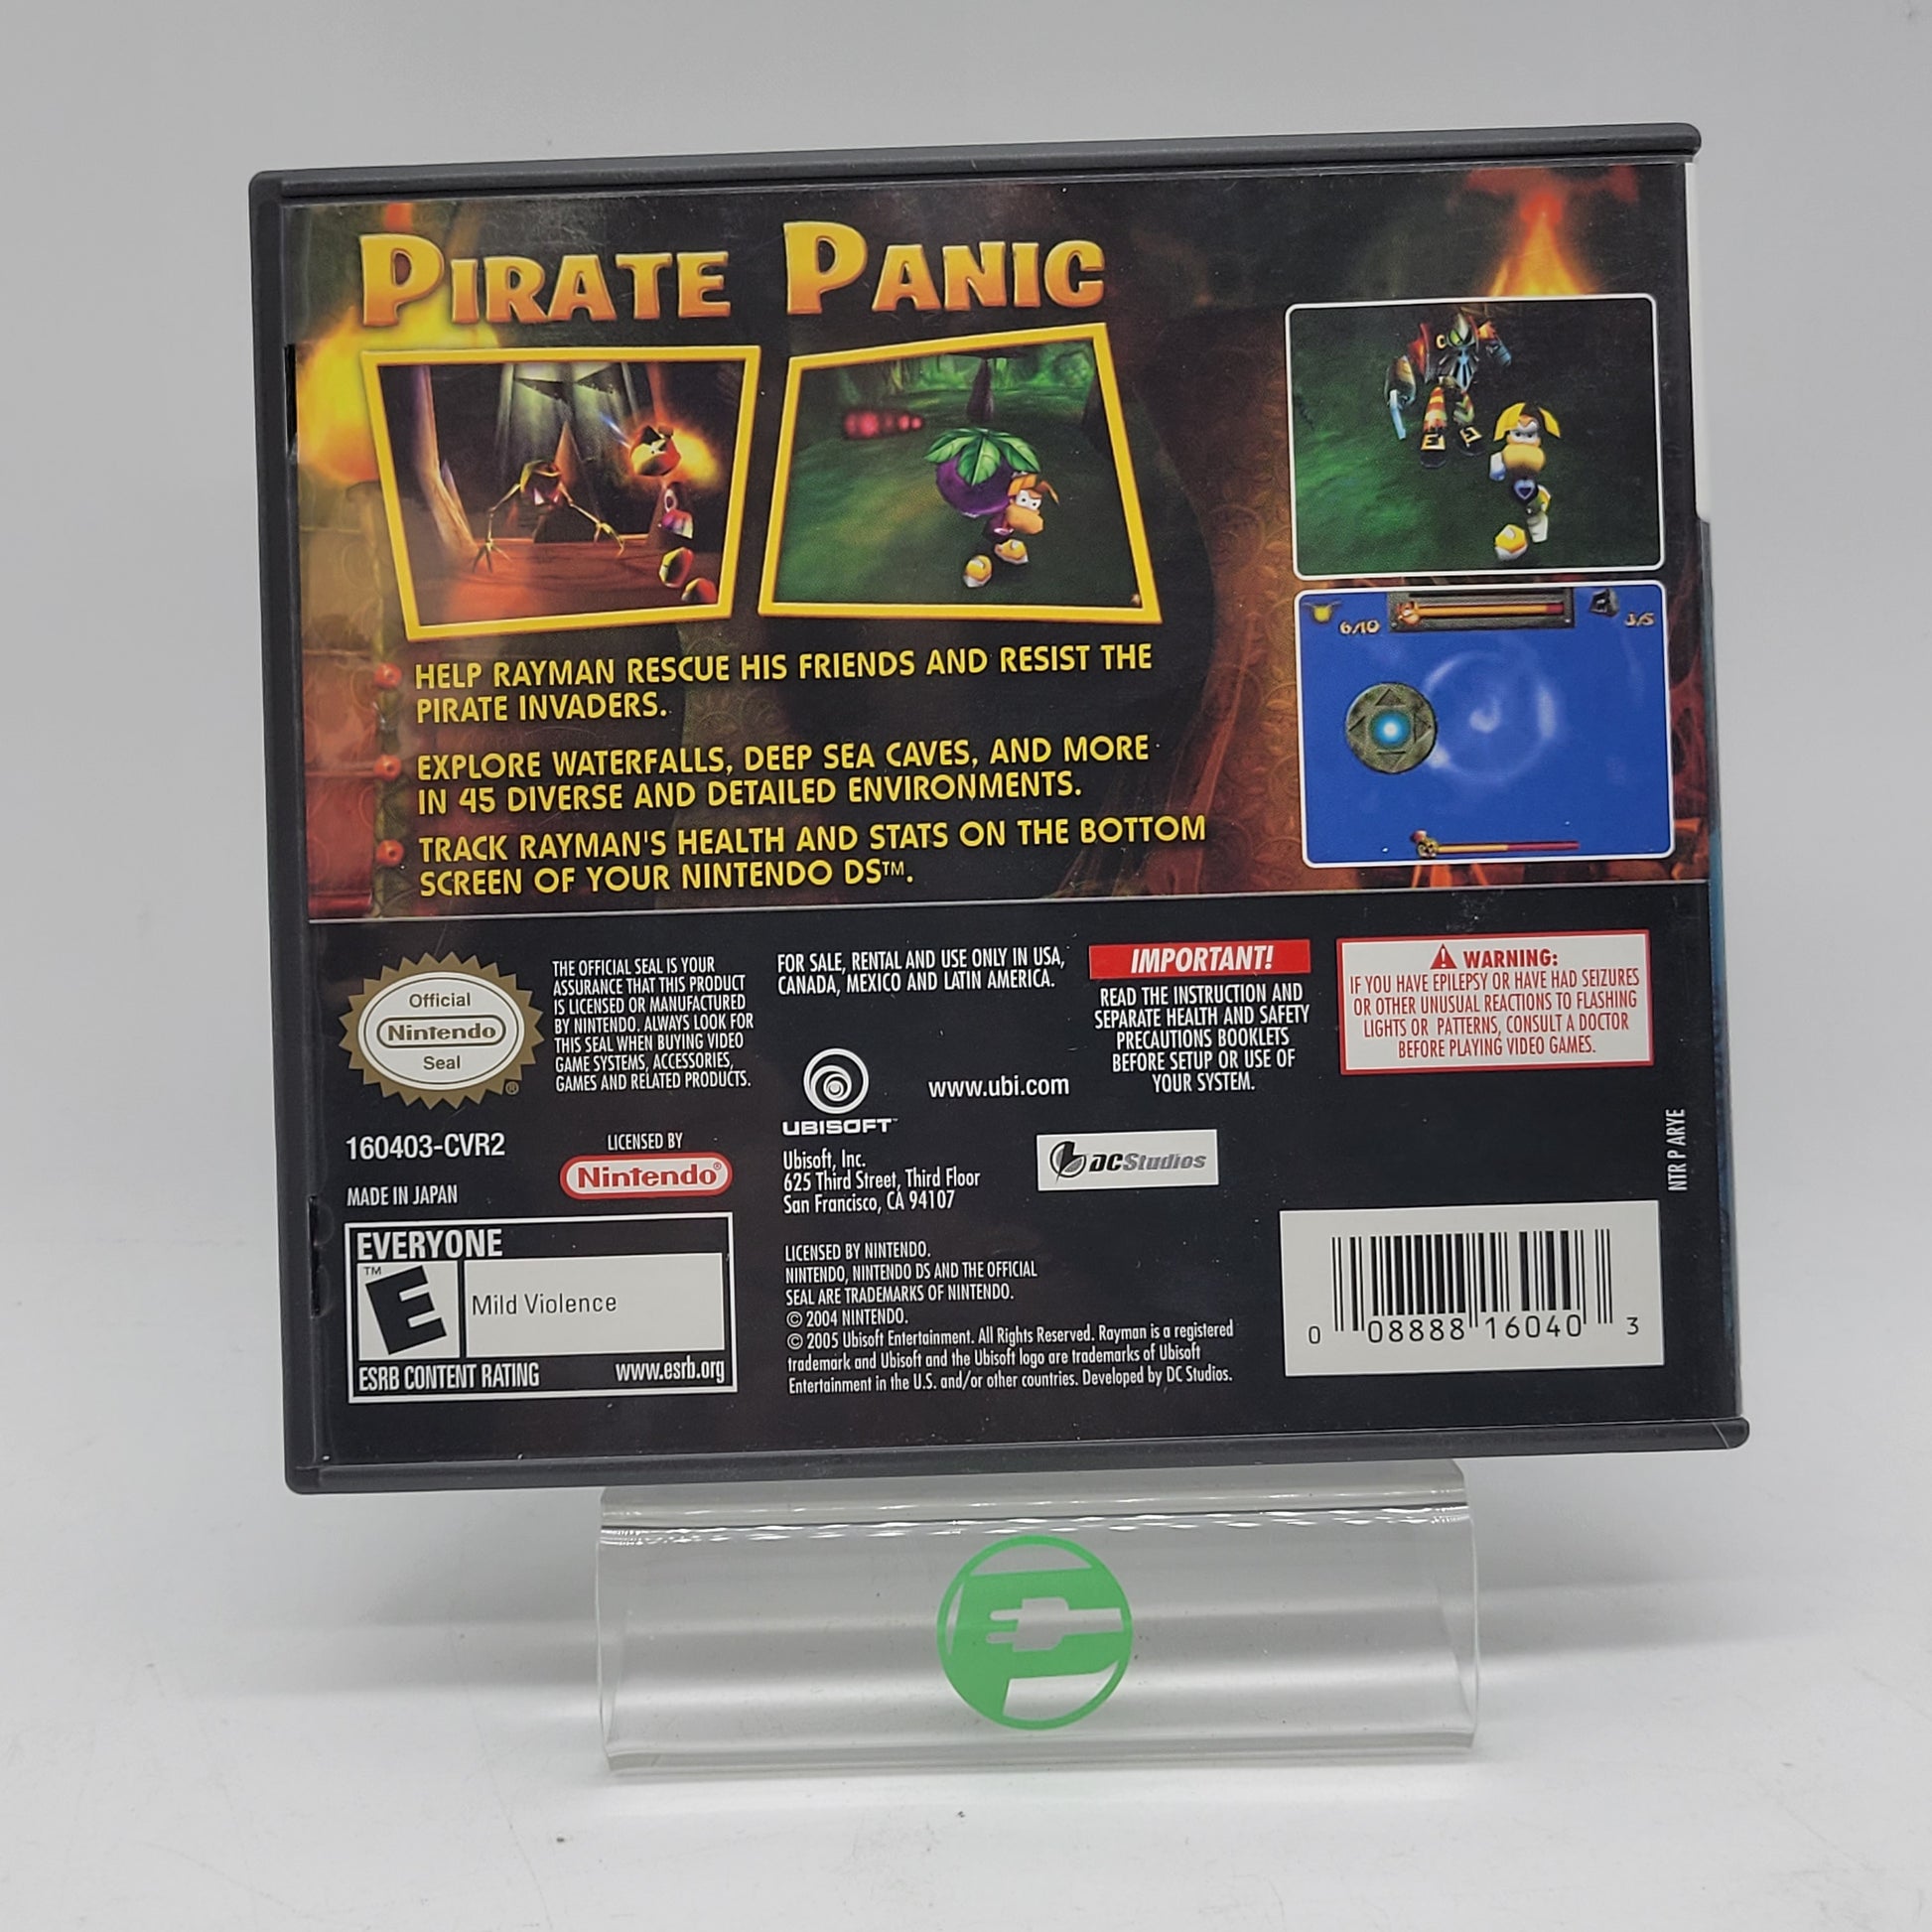 PIRATE PANIC
6/10
3/5
HELP RAYMAN RESCUE HIS FRIENDS AND RESIST THE
PIRATE INVADERS.
EXPLORE WATERFALLS, DEEP SEA CAVES, AND MORE
IN 45 DIVERSE AND DETAILED ENVIRONMENTS.
TRACK RAYMAN'S HEALTH AND STATS ON THE BOTTOM
SCREEN OF YOUR NINTENDO DS™.
Official
Nintendo
Seal
®
THE OFFICIAL SEAL IS YOUR
ASSURANCE THAT THIS PRODUCT
IS LICENSED OR MANUFACTURED
BY NINTENDO. ALWAYS LOOK FOR
THIS SEAL WHEN BUYING VIDEO
GAME SYSTEMS, ACCESSORIES,
GAMES AND RELATED PRODUCTS.
FOR SALE, RENTAL AND USE ONLY IN USA,
CANADA, MEXICO AND LATIN AMERICA.
IMPORTANT!
READ THE INSTRUCTION AND
SEPARATE HEALTH AND SAFETY
PRECAUTIONS BOOKLETS
BEFORE SETUP OR USE OF
YOUR SYSTEM.
WARNING:
IF YOU HAVE EPILEPSY OR HAVE HAD SEIZURES
OR OTHER UNUSUAL REACTIONS TO FLASHING
LIGHTS OR PATTERNS, CONSULT A DOCTOR
BEFORE PLAYING VIDEO GAMES.
UBISOFT™
www.ubi.com
160403-CVR2
MADE IN JAPAN
LICENSED BY
Nintendo®
Ubisoft, Inc.
625 Third Street, Third Floor
San Francisco, CA 94107
DC Studios
NTR P ARYE
EVERYONE
™
E
Mild Violence
ESRB CONTENT RATING www.esrb.org
LICENSED BY NINTENDO.
NINTENDO, NINTENDO DS AND THE OFFICIAL
SEAL ARE TRADEMARKS OF NINTENDO.
© 2004 NINTENDO.
© 2005 Ubisoft Entertainment. All Rights Reserved. Rayman is a registered
trademark and Ubisoft and the Ubisoft logo are trademarks of Ubisoft
Entertainment in the U.S. and/or other countries. Developed by DC Studios.
0 08888 16040 3